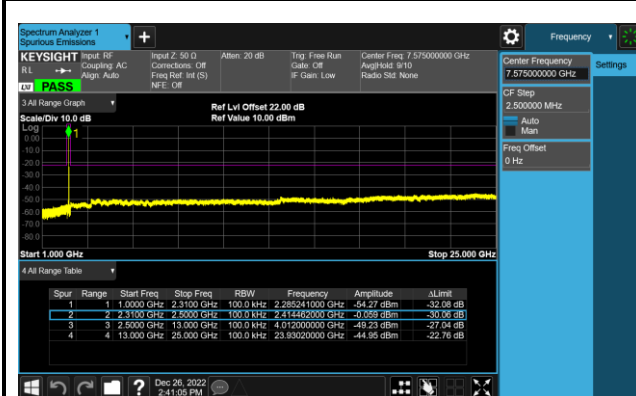 Spectrum Analyzer 1
Spurious Emissions
Frequency
KEYSIGHT Input: RF Input Z: 50 Ω Atten: 20 dB Trig: Free Run Center Freq: 7.575000000 GHz
R L Coupling: AC Corrections: Off Gate: Off Avg|Hold: 9/10
Align: Auto Freq Ref: Int (S) IF Gain: Low Radio Std: None
NFE: Off
LXI PASS
Center Frequency
7.575000000 GHz
Settings
CF Step
2.500000 MHz
Auto
Man
Freq Offset
0 Hz
3 All Range Graph
Ref Lvl Offset 22.00 dB
Scale/Div 10.0 dB Ref Value 10.00 dBm
Log
1
0.00
-10.0
-20.0
-30.0
-40.0
-50.0
-60.0
-70.0
-80.0
Start 1.000 GHz Stop 25.000 GHz
4 All Range Table
Spur Range Start Freq Stop Freq RBW Frequency Amplitude ΔLimit
1 1 1.0000 GHz 2.3100 GHz 100.0 kHz 2.285241000 GHz -54.27 dBm -32.08 dB
2 2 2.3100 GHz 2.5000 GHz 100.0 kHz 2.414462000 GHz -0.059 dBm -30.06 dB
3 3 2.5000 GHz 13.000 GHz 100.0 kHz 4.012000000 GHz -49.23 dBm -27.04 dB
4 4 13.000 GHz 25.000 GHz 100.0 kHz 23.93020000 GHz -44.95 dBm -22.76 dB
? Dec 26, 2022
2:41:05 PM